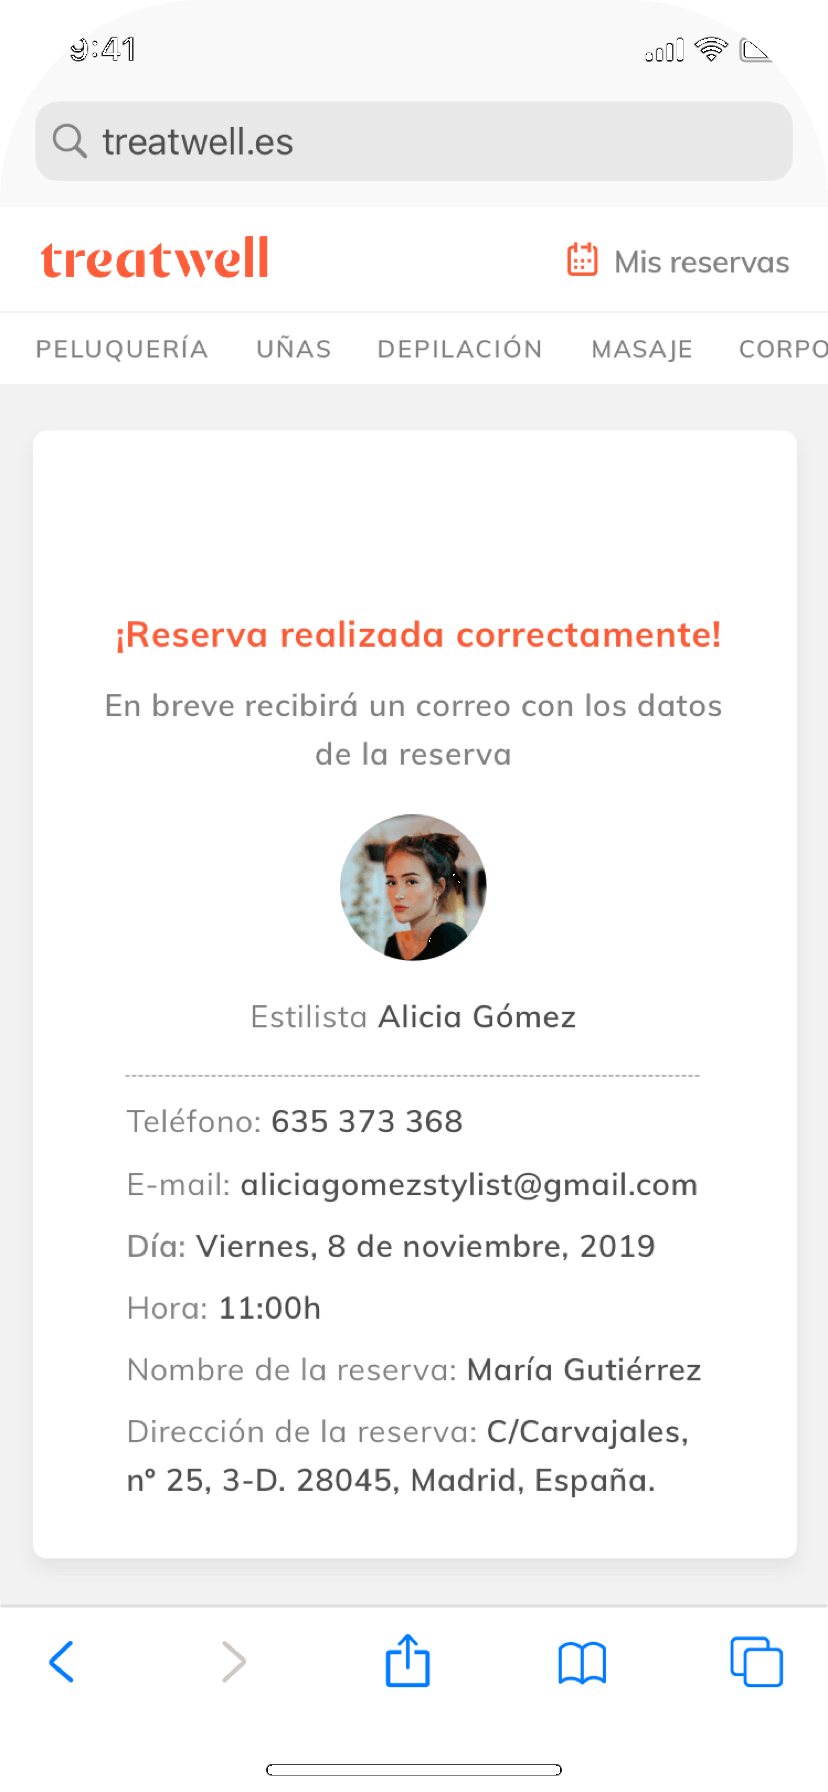 9:41
treatwell.es
treatwell
Mis reservas
PELUQUERÍA UÑAS DEPILACIÓN MASAJE CORPO
¡Reserva realizada correctamente!
En breve recibirá un correo con los datos
de la reserva
Estilista Alicia Gómez
Teléfono: 635 373 368
E-mail: aliciagomezstylist@gmail.com
Día: Viernes, 8 de noviembre, 2019
Hora: 11:00h
Nombre de la reserva: María Gutiérrez
Dirección de la reserva: C/Carvajales,
nº 25, 3-D. 28045, Madrid, España.